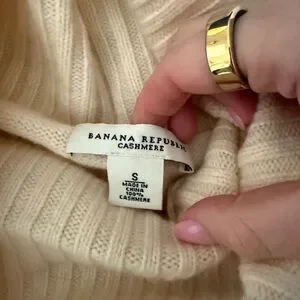 BANANA REPUBLIC
CASHMERE
S
MADE IN
CHINA
100%
CASHMERE